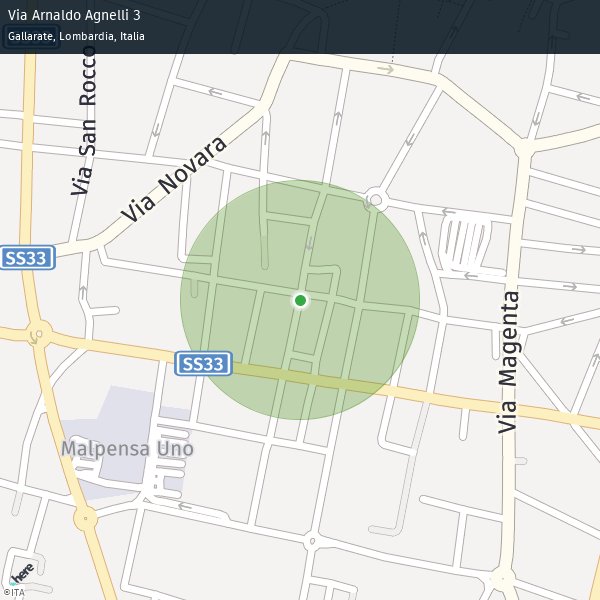 Via Arnaldo Agnelli 3
Gallarate, Lombardia, Italia
Via San Rocco
Via Novara
SS33
SS33
Via Magenta
Malpensa Uno
here
©ITA